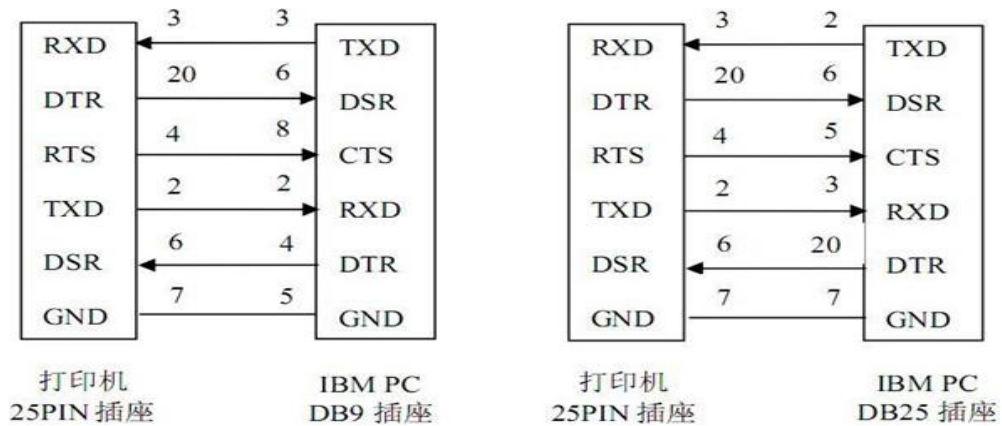 RXD 3 3 TXD
DTR 20 6 DSR
RTS 4 8 CTS
TXD 2 2 RXD
DSR 6 4 DTR
GND 7 5 GND
打印机
25PIN 插座
IBM PC
DB9 插座
RXD 3 2 TXD
DTR 20 6 DSR
RTS 4 5 CTS
TXD 2 3 RXD
DSR 6 20 DTR
GND 7 7 GND
打印机
25PIN 插座
IBM PC
DB25 插座